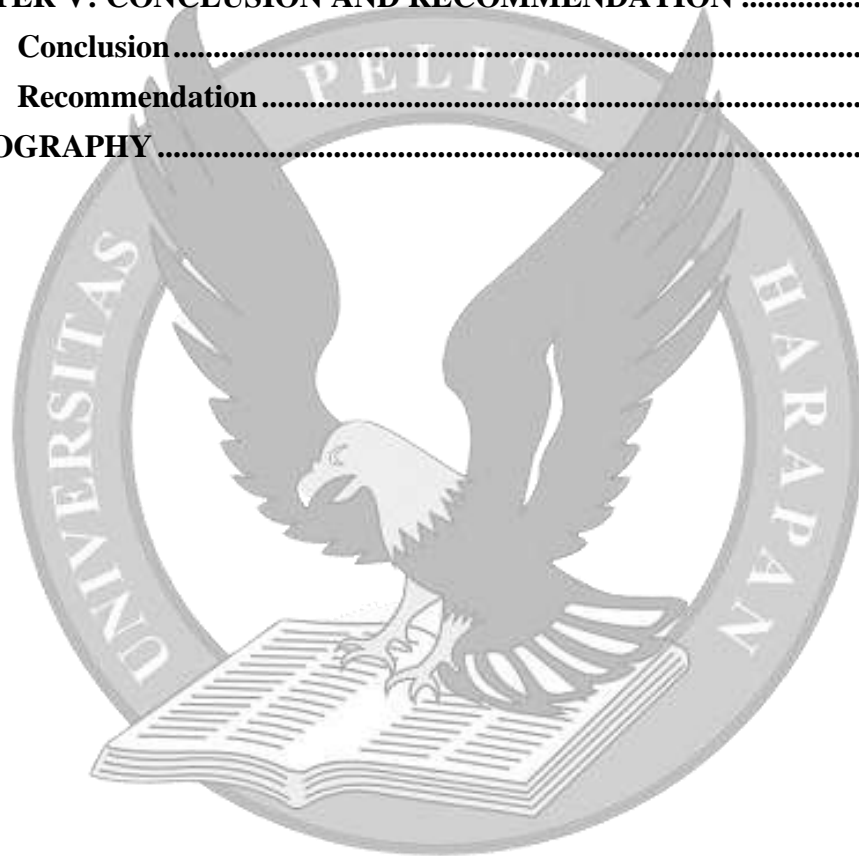 TER V: CONCLUSION AND RECOMMENDATION ................
Conclusion ........................................................................................................
Recommendation ...........................................................................................
OGRAPHY ..........................................................................................................
UNIVERSITAS PELITA HARAPAN